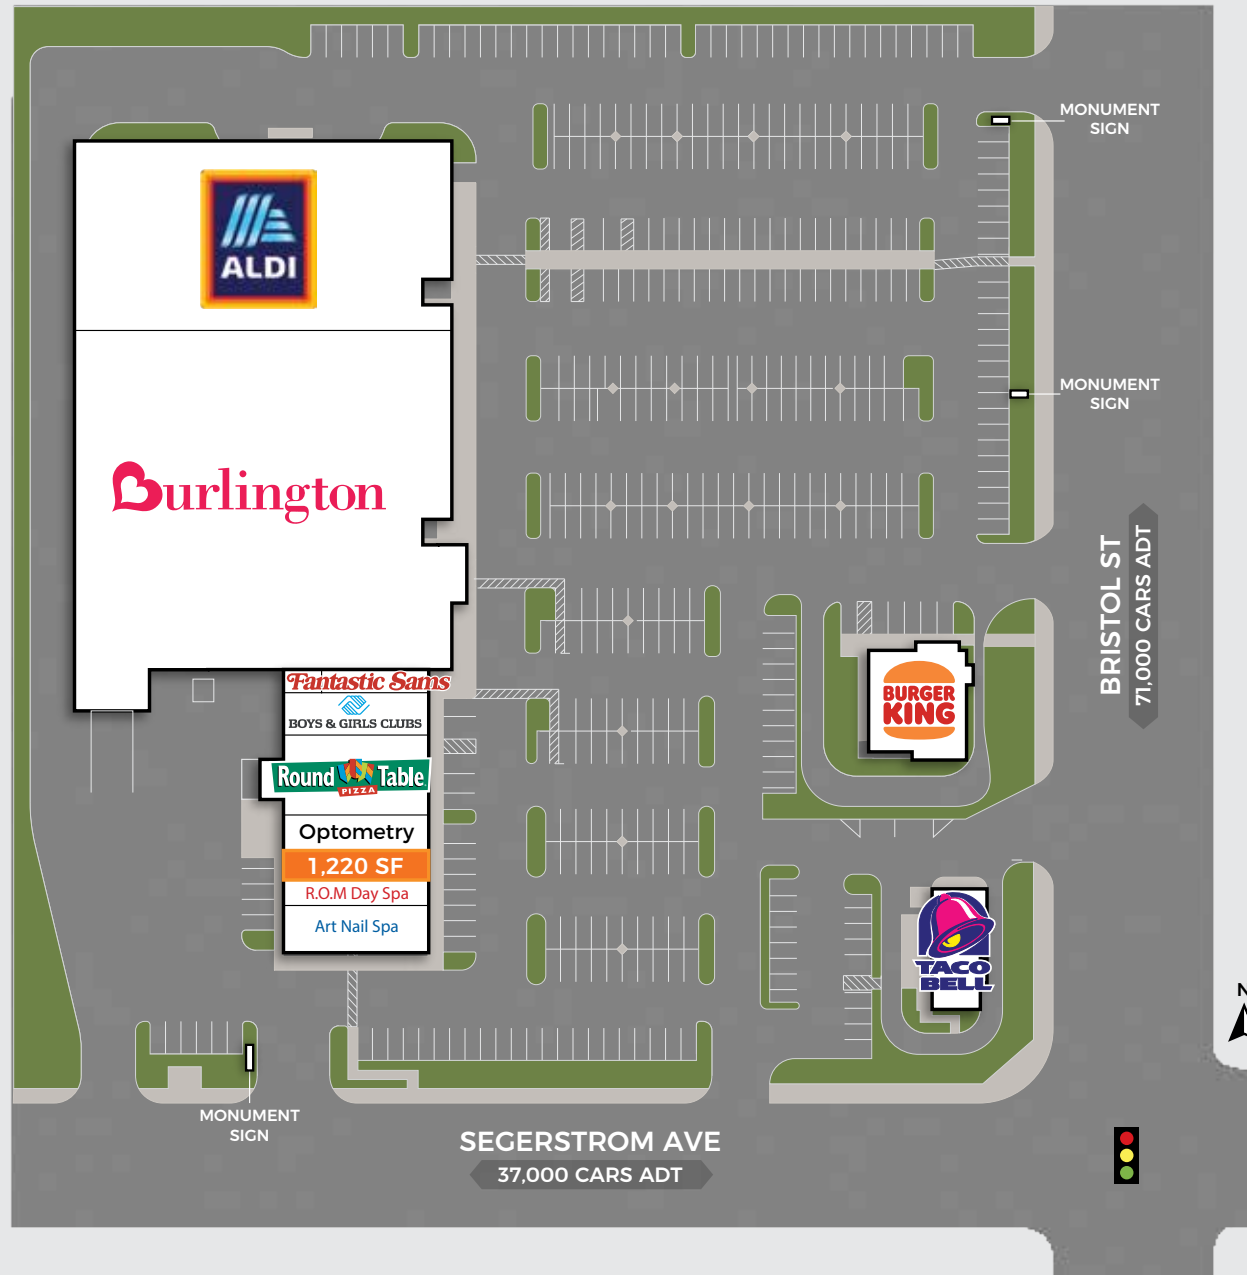 MONUMENT
SIGN
ALDI
MONUMENT
SIGN
Burlington
BRISTOL ST
71,000 CARS ADT
Fantastic Sams
BOYS & GIRLS CLUBS
BURGER
KING
Round Table
PIZZA
Optometry
1,220 SF
R.O.M Day Spa
Art Nail Spa
TACO
BELL
N
MONUMENT
SIGN
SEGERSTROM AVE
37,000 CARS ADT